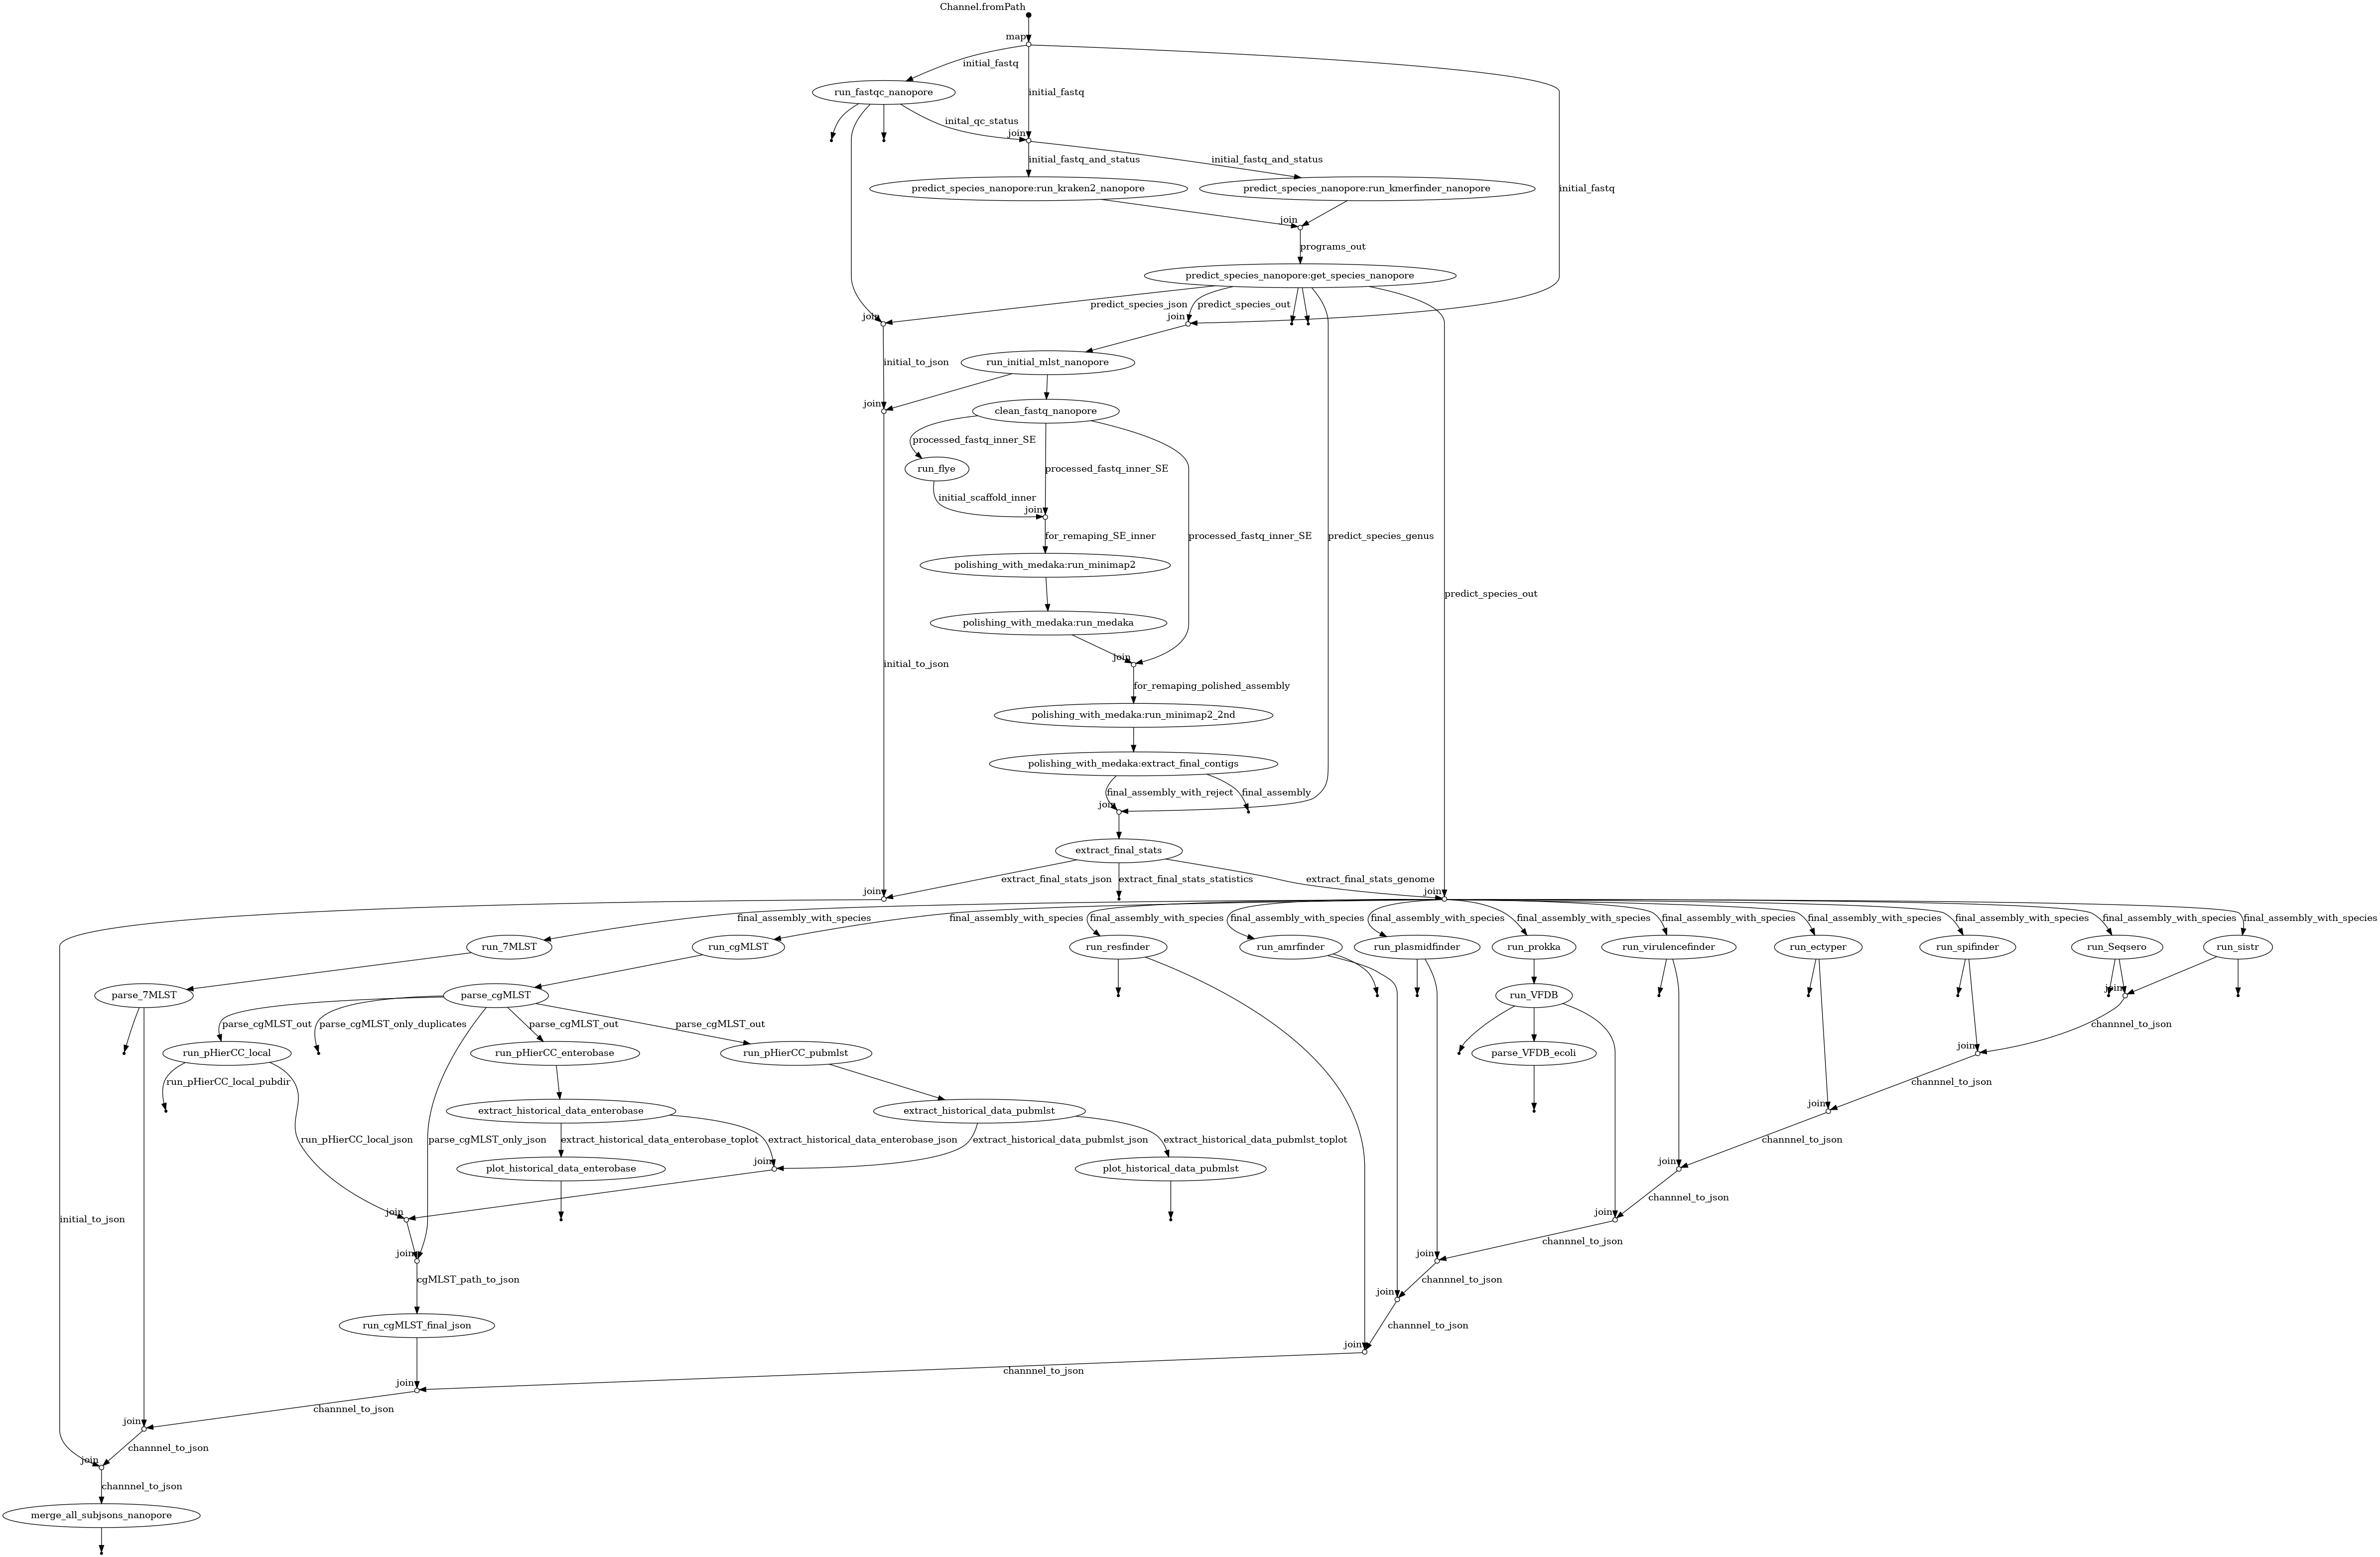 Channel.fromPath
map
initial_fastq
run_fastqc_nanopore
initial_fastq
inital_qc_status
join
initial_fastq_and_status
initial_fastq_and_status
predict_species_nanopore:run_kraken2_nanopore
predict_species_nanopore:run_kmerfinder_nanopore
initial_fastq
join
programs_out
predict_species_nanopore:get_species_nanopore
predict_species_json
predict_species_out
join
join
initial_to_json
run_initial_mlst_nanopore
join
clean_fastq_nanopore
processed_fastq_inner_SE
run_flye
processed_fastq_inner_SE
initial_scaffold_inner
join
for_remaping_SE_inner
processed_fastq_inner_SE
predict_species_genus
polishing_with_medaka:run_minimap2
predict_species_out
polishing_with_medaka:run_medaka
join
initial_to_json
for_remaping_polished_assembly
polishing_with_medaka:run_minimap2_2nd
polishing_with_medaka:extract_final_contigs
final_assembly_with_reject
final_assembly
join
extract_final_stats
extract_final_stats_json
extract_final_stats_statistics
extract_final_stats_genome
join
join
final_assembly_with_species
final_assembly_with_species
final_assembly_with_species
final_assembly_with_species
final_assembly_with_species
final_assembly_with_species
final_assembly_with_species
final_assembly_with_species
final_assembly_with_species
final_assembly_with_species
final_assembly_with_species
run_7MLST
run_cgMLST
run_resfinder
run_amrfinder
run_plasmidfinder
run_prokka
run_virulencefinder
run_ectyper
run_spifinder
run_Seqsero
run_sistr
parse_7MLST
parse_cgMLST
run_VFDB
join
parse_cgMLST_out
parse_cgMLST_only_duplicates
parse_cgMLST_out
parse_cgMLST_out
channnel_to_json
run_pHierCC_local
run_pHierCC_enterobase
run_pHierCC_pubmlst
parse_VFDB_ecoli
join
run_pHierCC_local_pubdir
channnel_to_json
extract_historical_data_enterobase
extract_historical_data_pubmlst
join
run_pHierCC_local_json
parse_cgMLST_only_json
extract_historical_data_enterobase_toplot
extract_historical_data_enterobase_json
extract_historical_data_pubmlst_json
extract_historical_data_pubmlst_toplot
channnel_to_json
plot_historical_data_enterobase
join
plot_historical_data_pubmlst
join
channnel_to_json
initial_to_json
join
join
channnel_to_json
join
join
cgMLST_path_to_json
channnel_to_json
join
run_cgMLST_final_json
channnel_to_json
join
channnel_to_json
join
channnel_to_json
join
channnel_to_json
join
channnel_to_json
merge_all_subjsons_nanopore